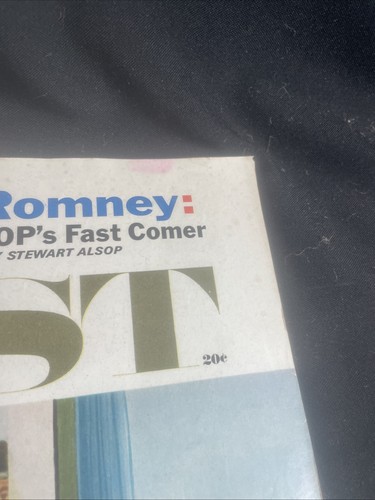 Romney:
OP's Fast Comer
Y STEWART ALSOP
ST
20¢